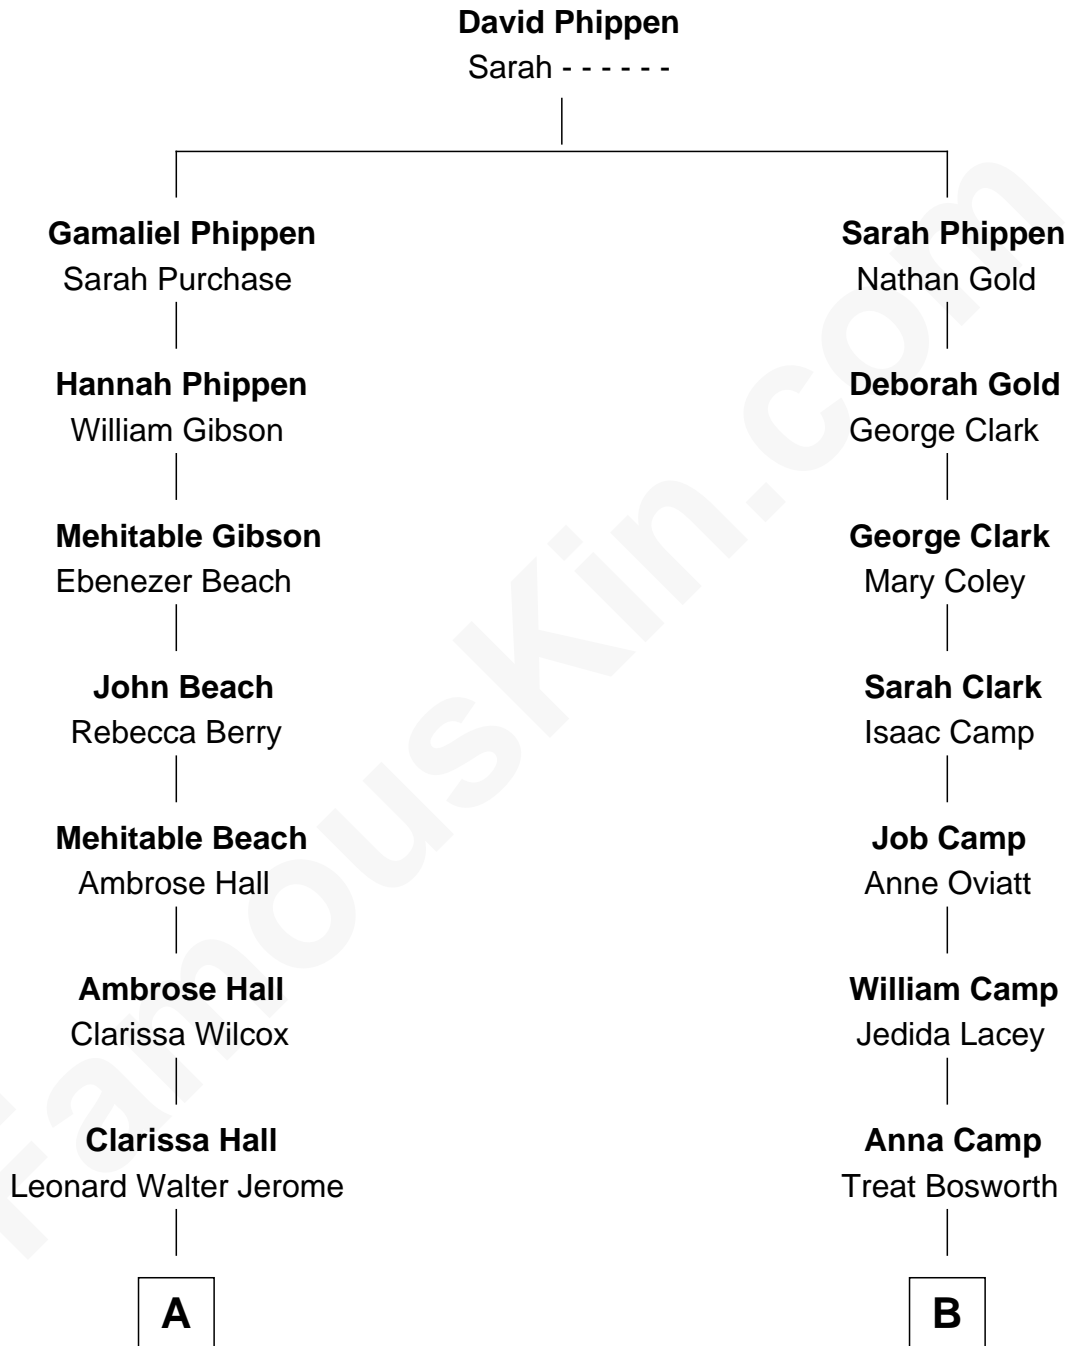 David Phippen
Sarah - - - - - -
Gamaliel Phippen
Sarah Purchase
Hannah Phippen
William Gibson
Mehitable Gibson
Ebenezer Beach
John Beach
Rebecca Berry
Mehitable Beach
Ambrose Hall
Ambrose Hall
Clarissa Wilcox
Clarissa Hall
Leonard Walter Jerome
A
Sarah Phippen
Nathan Gold
Deborah Gold
George Clark
George Clark
Mary Coley
Sarah Clark
Isaac Camp
Job Camp
Anne Oviatt
William Camp
Jedida Lacey
Anna Camp
Treat Bosworth
B
FamousKin.com